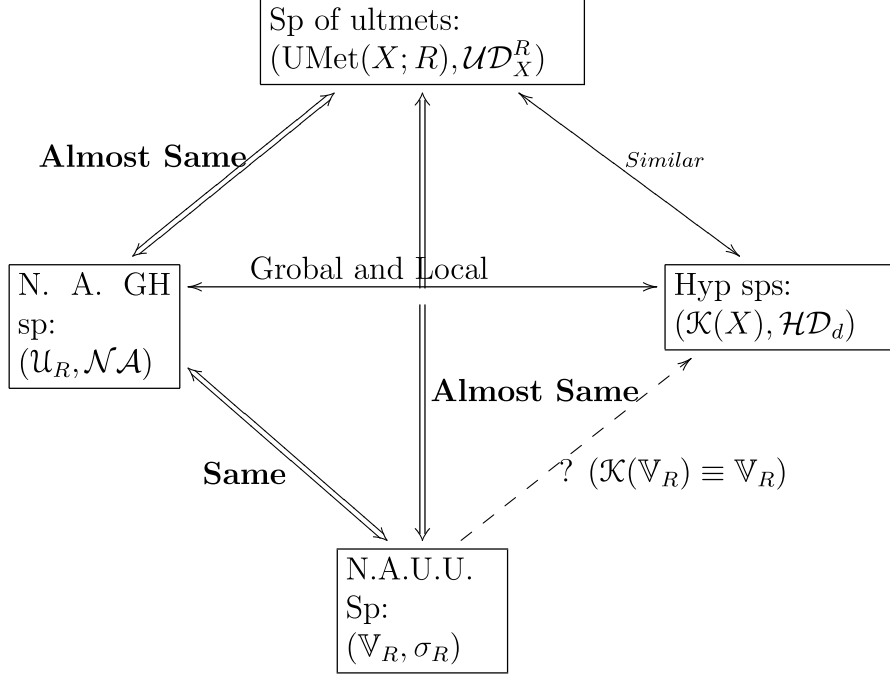 Sp of ultmets:
(UMet(X; R), 𝒰𝒟_X^R)
Almost Same
Similar
Grobal and Local
N. A. GH
sp:
(𝒰_R, 𝒩𝒜)
Hyp sps:
(𝒦(X), ℋ𝒟_d)
Almost Same
Same
? (𝒦(𝕍_R) ≡ 𝕍_R)
N.A.U.U.
Sp:
(𝕍_R, σ_R)